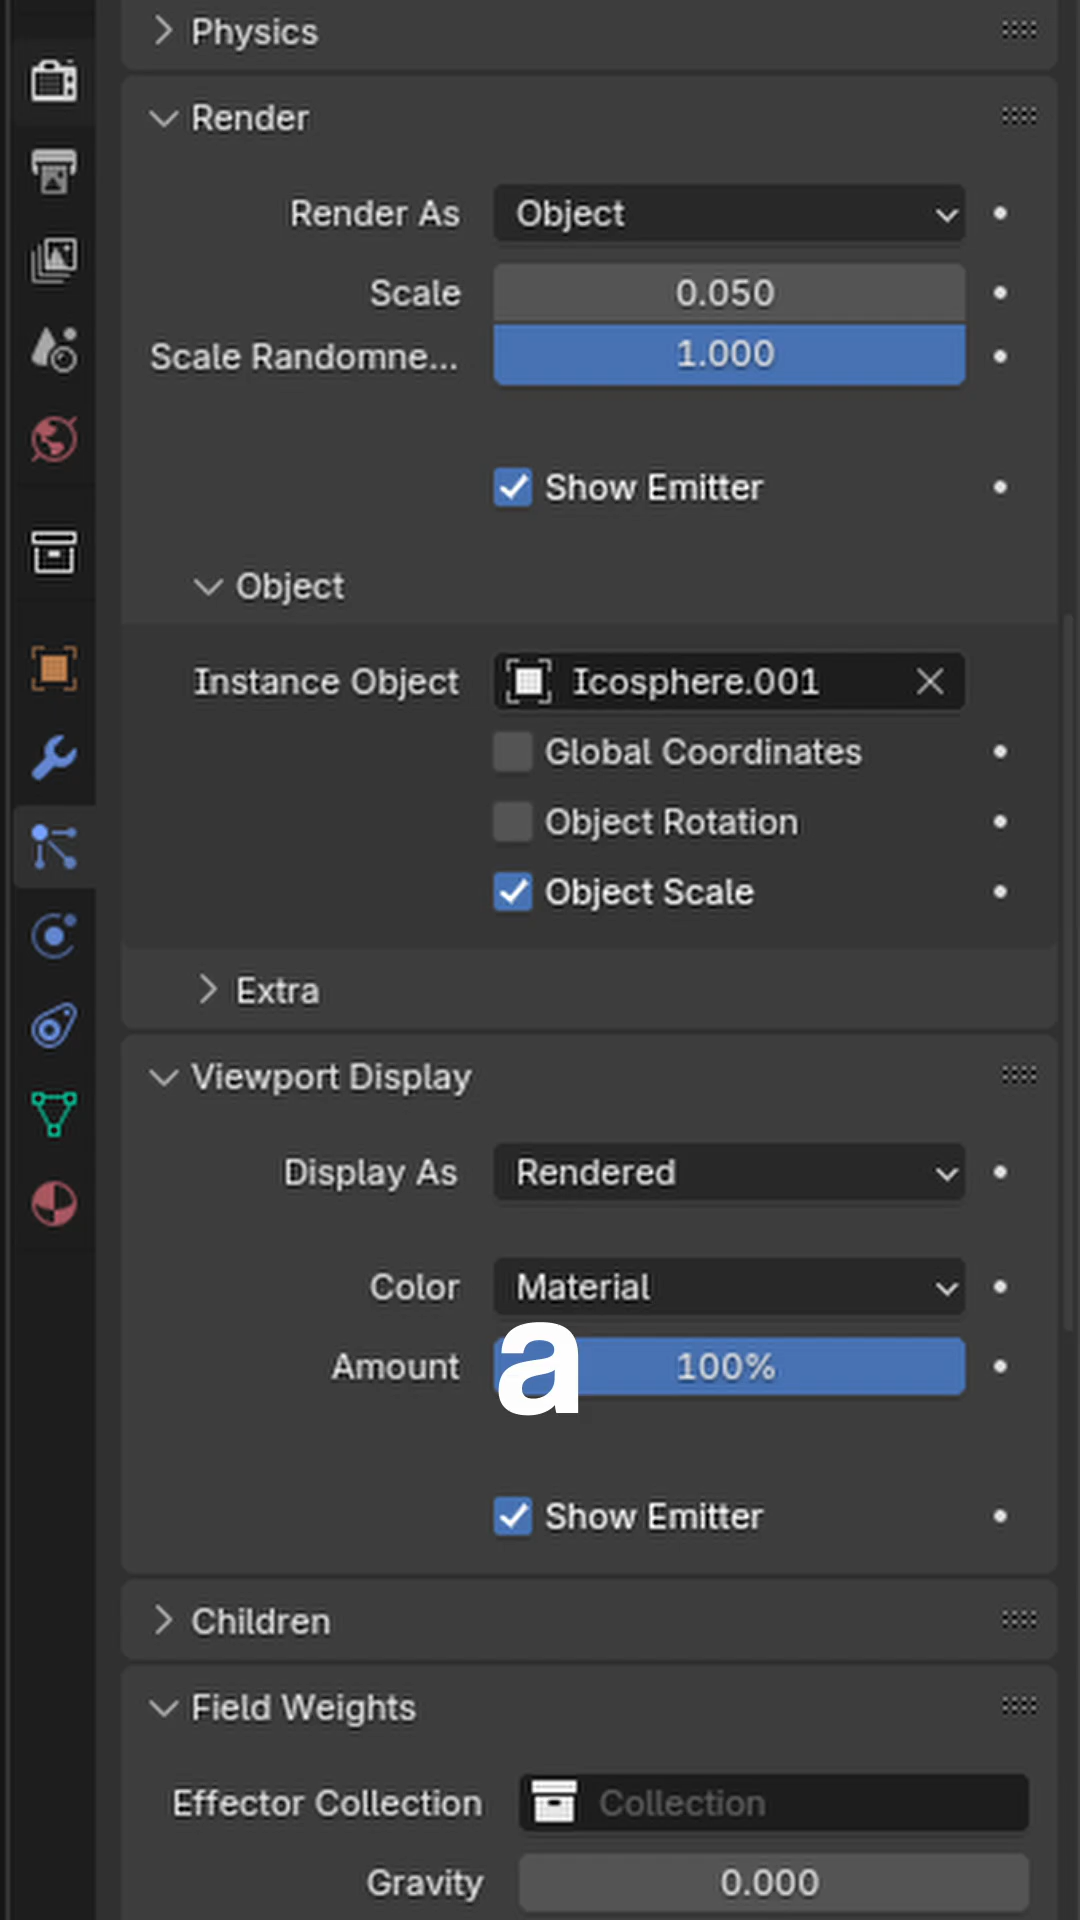 Physics
Render
Render As Object
Scale 0.050
Scale Randomne... 1.000
Show Emitter
Object
Instance Object Icosphere.001
Global Coordinates
Object Rotation
Object Scale
Extra
Viewport Display
Display As Rendered
Color Material
Amount 100%
a
Show Emitter
Children
Field Weights
Effector Collection Collection
Gravity 0.000